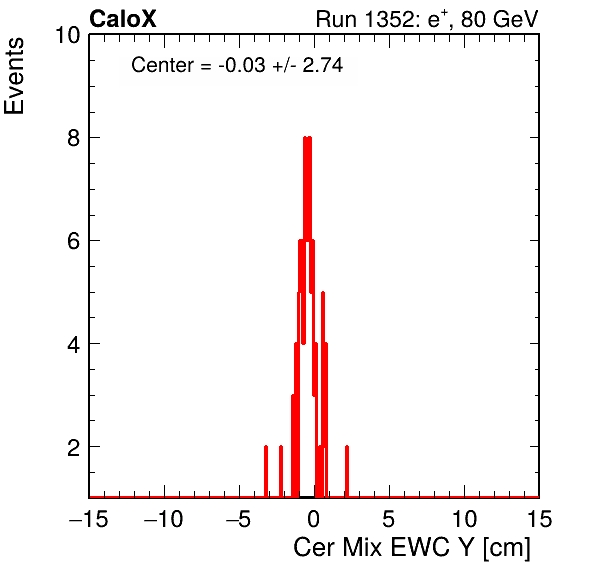 CaloX Run 1352: e⁺, 80 GeV
Center = -0.03 +/- 2.74
Events
10
8
6
4
2
−15 −10 −5 0 5 10 15
Cer Mix EWC Y [cm]